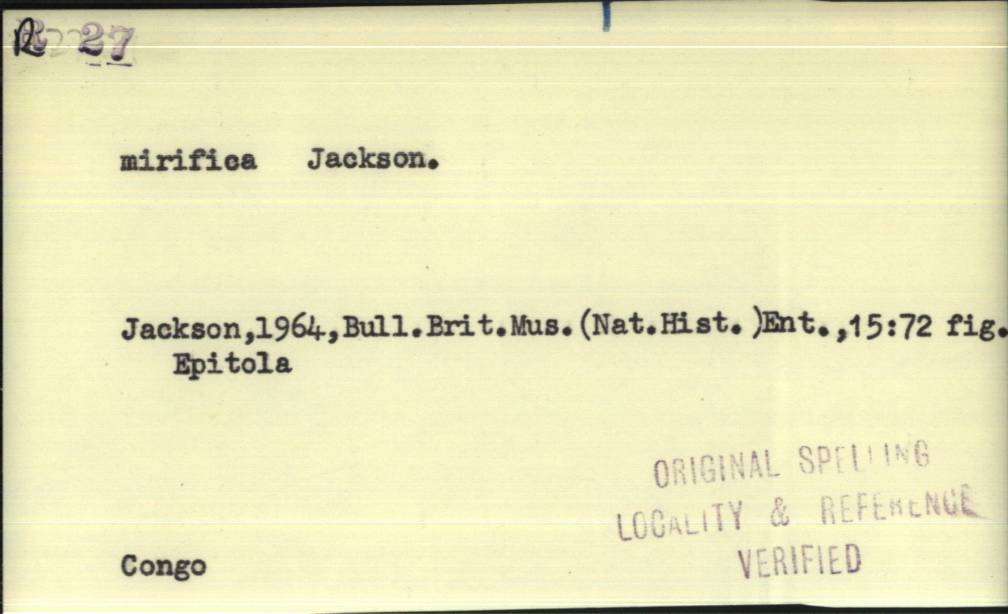 R 27
mirifica Jackson.
Jackson,1964,Bull.Brit.Mus.(Nat.Hist.)Ent.,15:72 fig.
Epitola
ORIGINAL SPELLING
LOCALITY & REFERENCE
VERIFIED
Congo